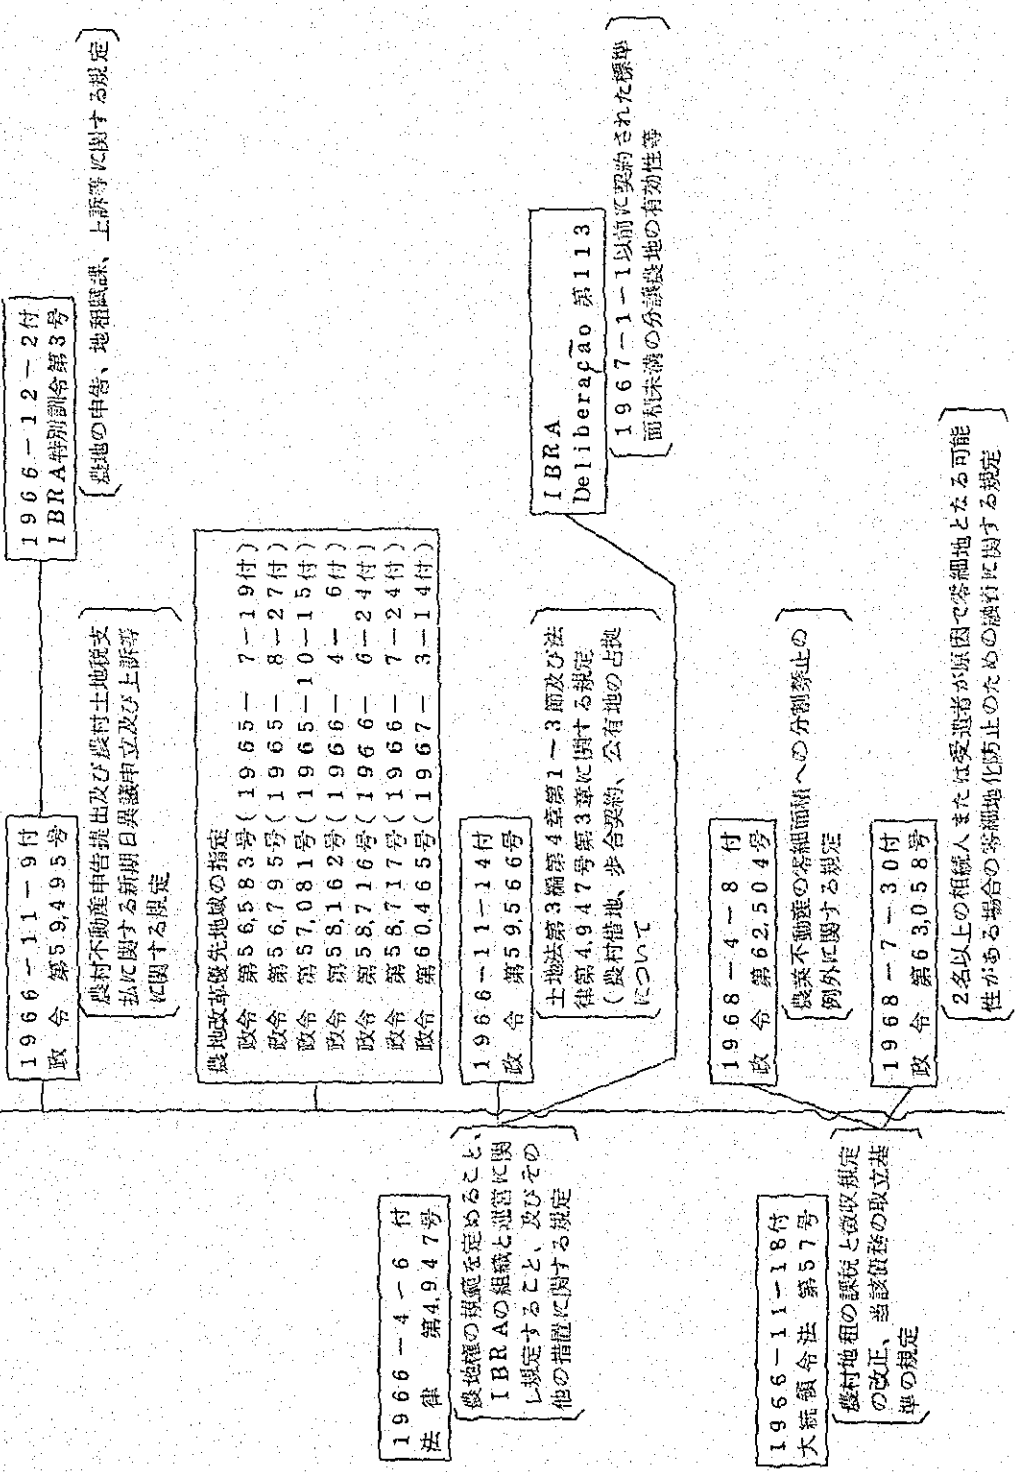 1966-11-9付
政 令 第59,495号
農村不動産申告提出及び農村土地税支
払に関する新期日異議申立及び上訴等
に関する規定
1966-12-2付
IBRA特別訓令第3号
農地の申告、地租賦課、上訴等に関する規定
農地改革優先地域の指定
政令 第56,583号(1965- 7-19付)
政令 第56,795号(1965- 8-27付)
政令 第57,081号(1965-10-15付)
政令 第58,162号(1966- 4- 6付)
政令 第58,716号(1966- 6-24付)
政令 第58,717号(1966- 7-24付)
政令 第60,465号(1967- 3-14付)
1966-4-6 付
法 律 第4,947号
農地権の規範を定めること、
IBRAの組織と運営に関
し規定すること、及びその
他の措置に関する規定
1966-11-14付
政 令 第59,566号
土地法第3編第4章第1-3節及び法
律第4,947号第3章に関する規定
(農村借地、歩合契約、公有地の占拠
について
IBRA
Deliberação 第113
1967-1-1以前に契約された標準
面積未満の分譲農地の有効性等
1966-11-18付
大統領令法 第57号
農村地租の課税と徴収規定
の改正、当該債務の取立基
準の規定
1968-4-8 付
政 令 第62,504号
農業不動産の零細面積への分割禁止の
例外に関する規定
1968-7-30付
政 令 第63,058号
2名以上の相続人または受遺者が原因で零細地となる可能
性がある場合の零細地化防止のための融資に関する規定